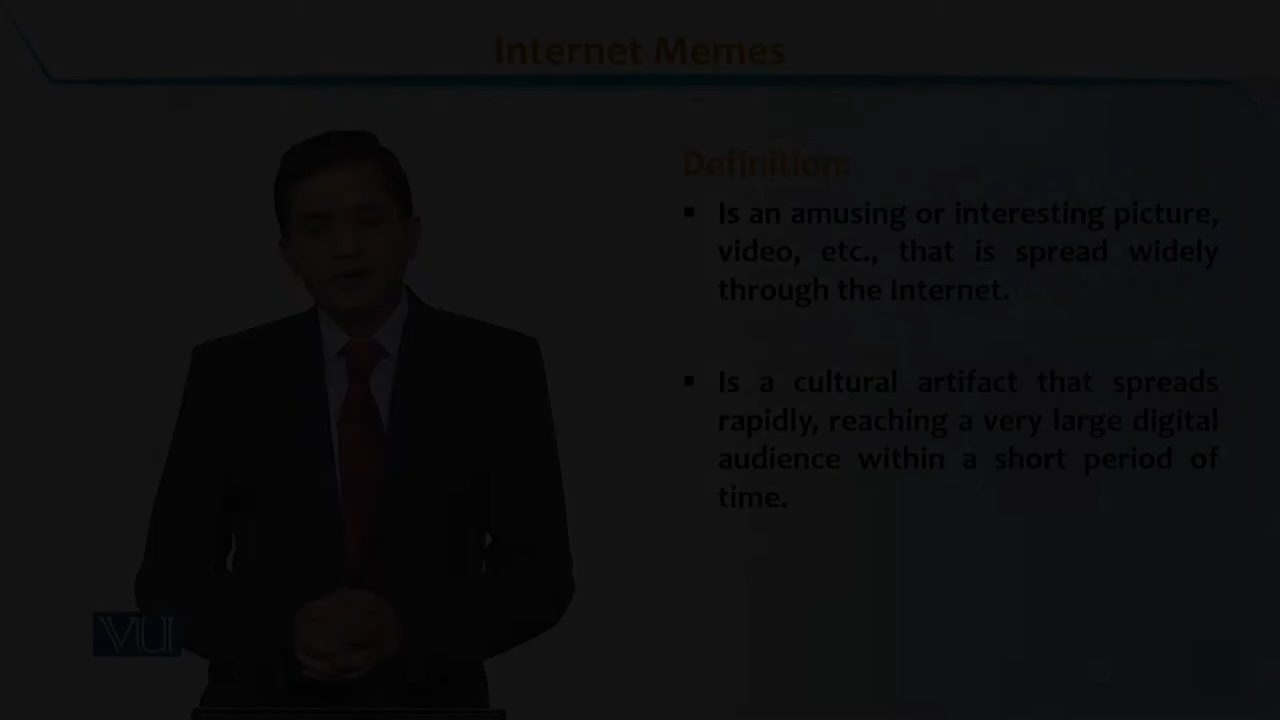 Internet Memes
Definition:
▪ Is an amusing or interesting picture,
video, etc., that is spread widely
through the Internet.
▪ Is a cultural artifact that spreads
rapidly, reaching a very large digital
audience within a short period of
time.
VU